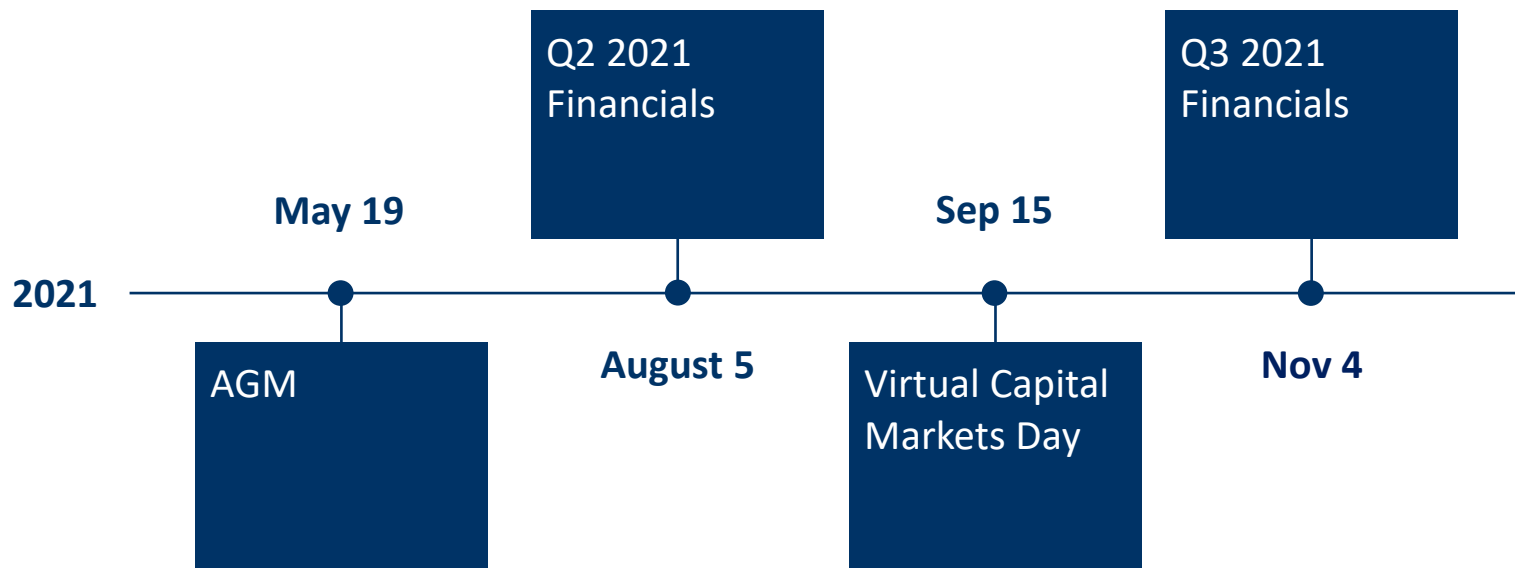 Q2 2021
Financials
Q3 2021
Financials
May 19
Sep 15
2021
AGM
August 5
Virtual Capital
Markets Day
Nov 4